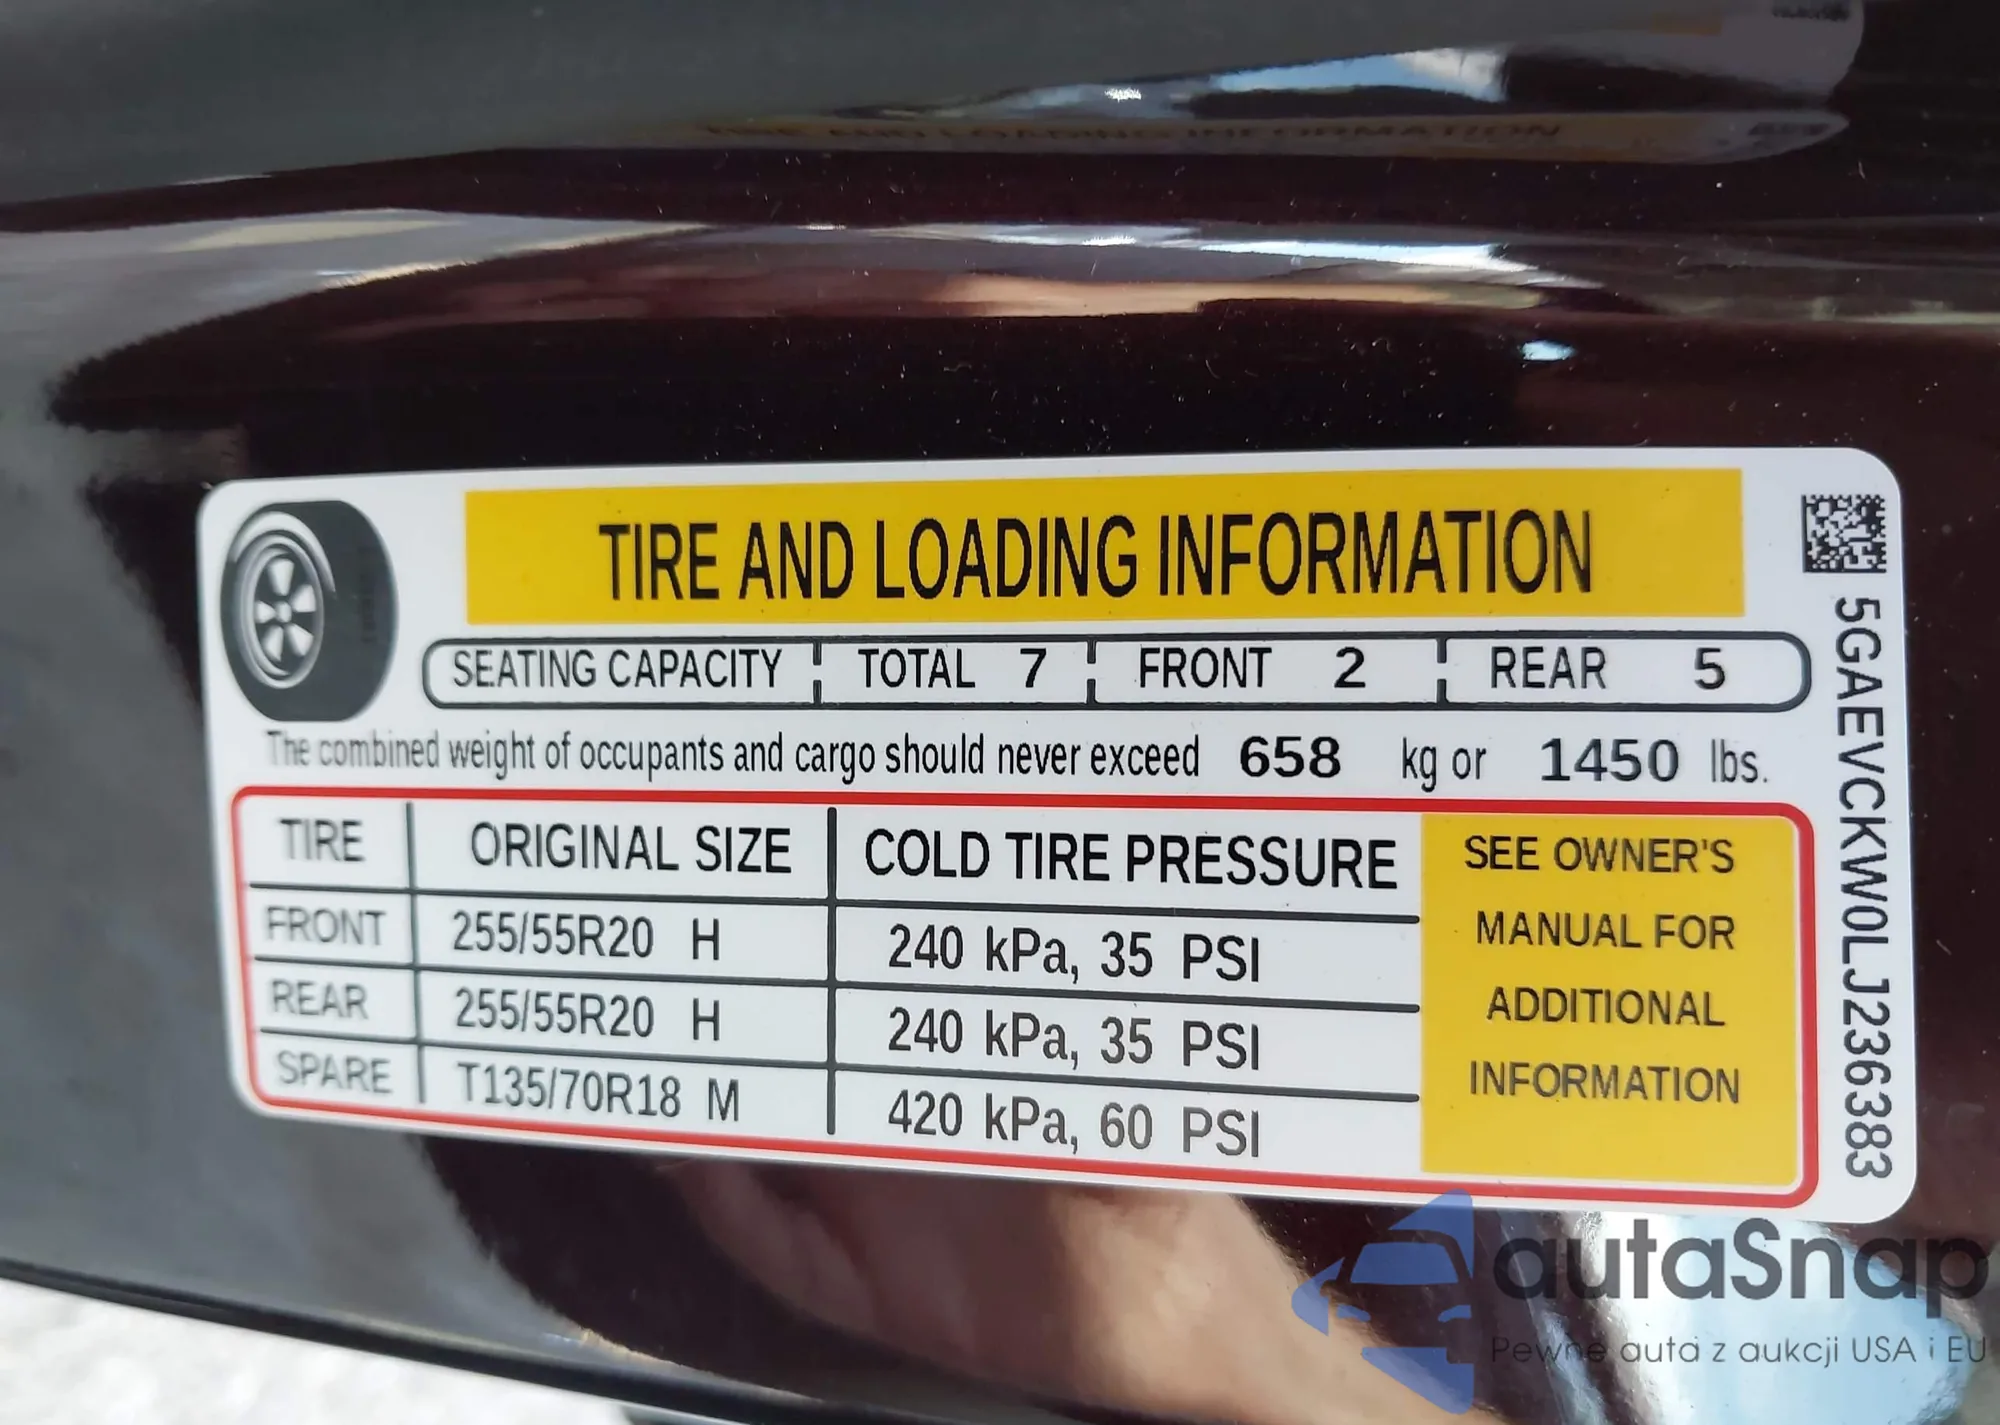 TIRE AND LOADING INFORMATION
SEATING CAPACITY TOTAL 7 FRONT 2 REAR 5
The combined weight of occupants and cargo should never exceed 658 kg or 1450 lbs.
TIRE ORIGINAL SIZE COLD TIRE PRESSURE
FRONT 255/55R20 H 240 kPa, 35 PSI
REAR 255/55R20 H 240 kPa, 35 PSI
SPARE T135/70R18 M 420 kPa, 60 PSI
SEE OWNER'S
MANUAL FOR
ADDITIONAL
INFORMATION
5GAEVCKW0LJ236383
autaSnap
Pewne auta z aukcji USA i EU